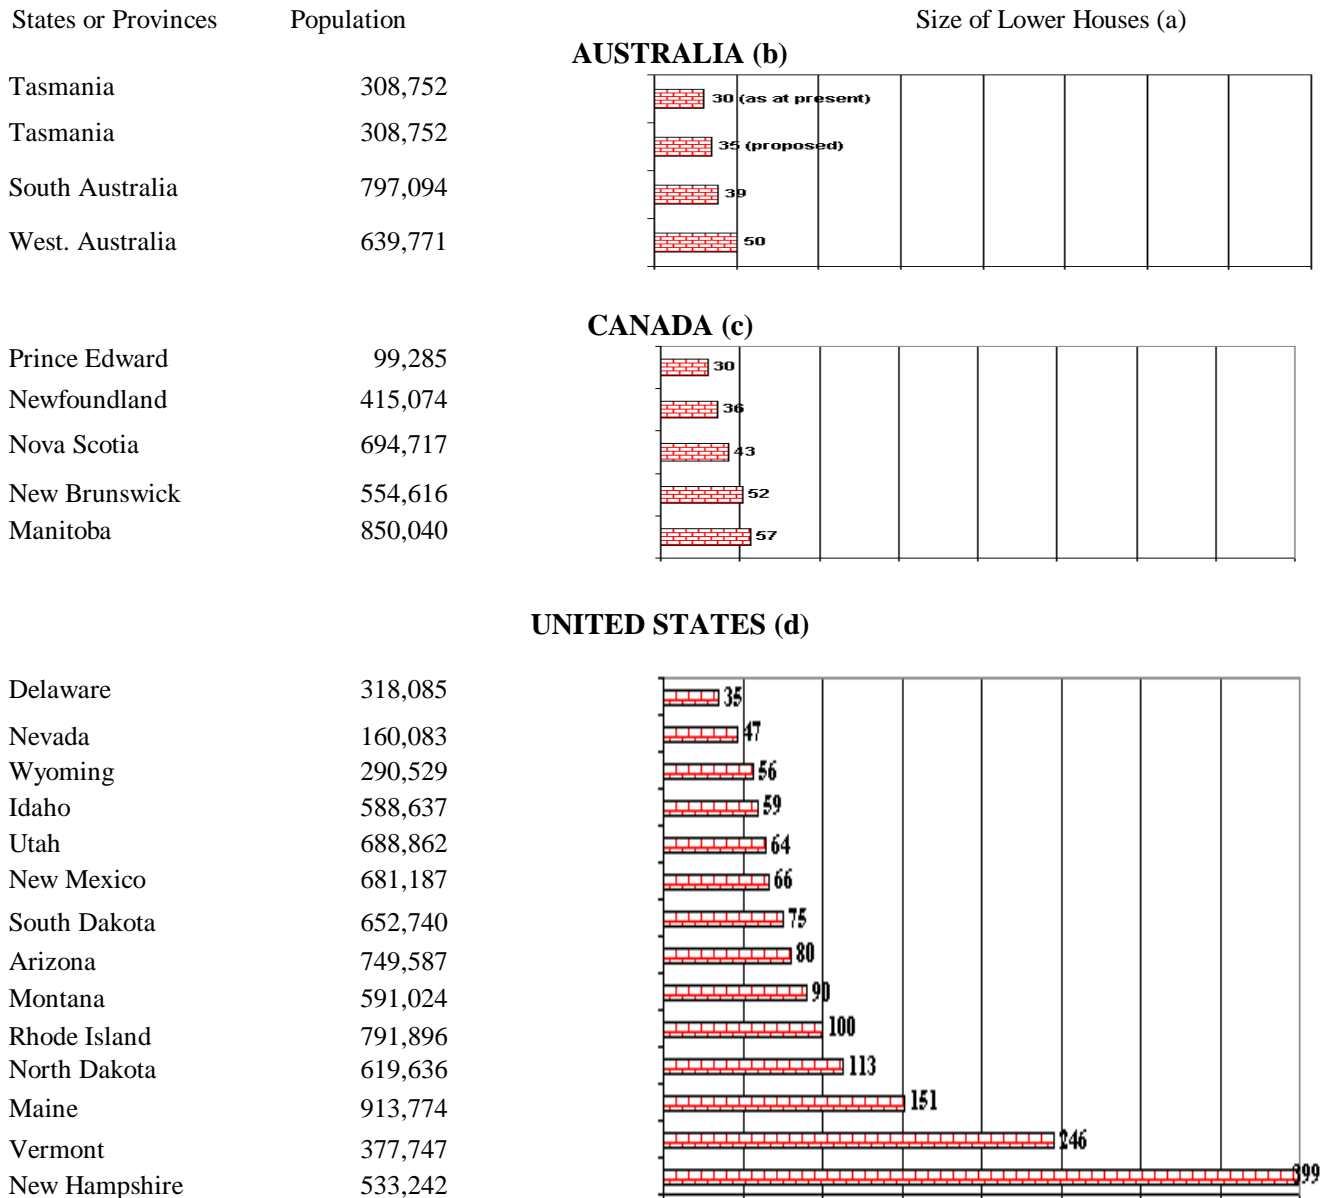 States or Provinces Population Size of Lower Houses (a)
AUSTRALIA (b)
Tasmania 308,752 30 (as at present)
Tasmania 308,752 35 (proposed)
South Australia 797,094 39
West. Australia 639,771 50
CANADA (c)
Prince Edward 99,285 30
Newfoundland 415,074 36
Nova Scotia 694,717 43
New Brunswick 554,616 52
Manitoba 850,040 57
UNITED STATES (d)
Delaware 318,085 35
Nevada 160,083 47
Wyoming 290,529 56
Idaho 588,637 59
Utah 688,862 64
New Mexico 681,187 66
South Dakota 652,740 75
Arizona 749,587 80
Montana 591,024 90
Rhode Island 791,896 100
North Dakota 619,636 113
Maine 913,774 151
Vermont 377,747 246
New Hampshire 533,242 399